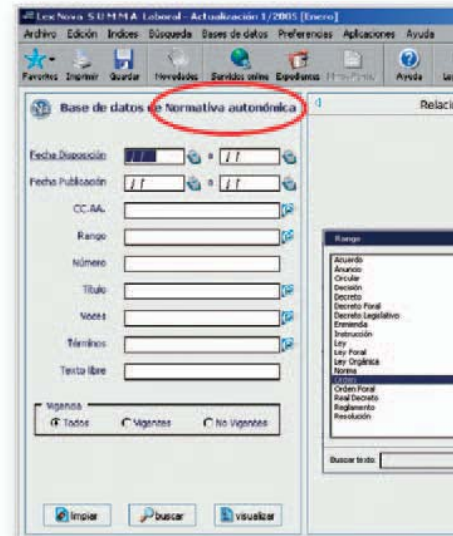 Lex Nova S U M M A Laboral - Actualización 1/2005 [Enero]
Archivo Edición Indices Búsqueda Bases de datos Preferencias Aplicaciones Ayuda
Favoritos Imprimir Guardar Novedades Servicios online Expedientes Ayuda
Base de datos de Normativa autonómica
Relaci
Fecha Disposición / / a / /
Fecha Publicación / / a / /
CC.AA.
Rango
Número
Título
Voces
Términos
Texto libre
Vigencia
Todos Vigentes No Vigentes
limpiar buscar visualizar
Rango
Acuerdo
Anuncio
Circular
Decisión
Decreto
Decreto Foral
Decreto Legislativo
Enmienda
Instrucción
Ley
Ley Foral
Ley Orgánica
Norma
Orden
Orden Foral
Real Decreto
Reglamento
Resolución
Buscar texto: